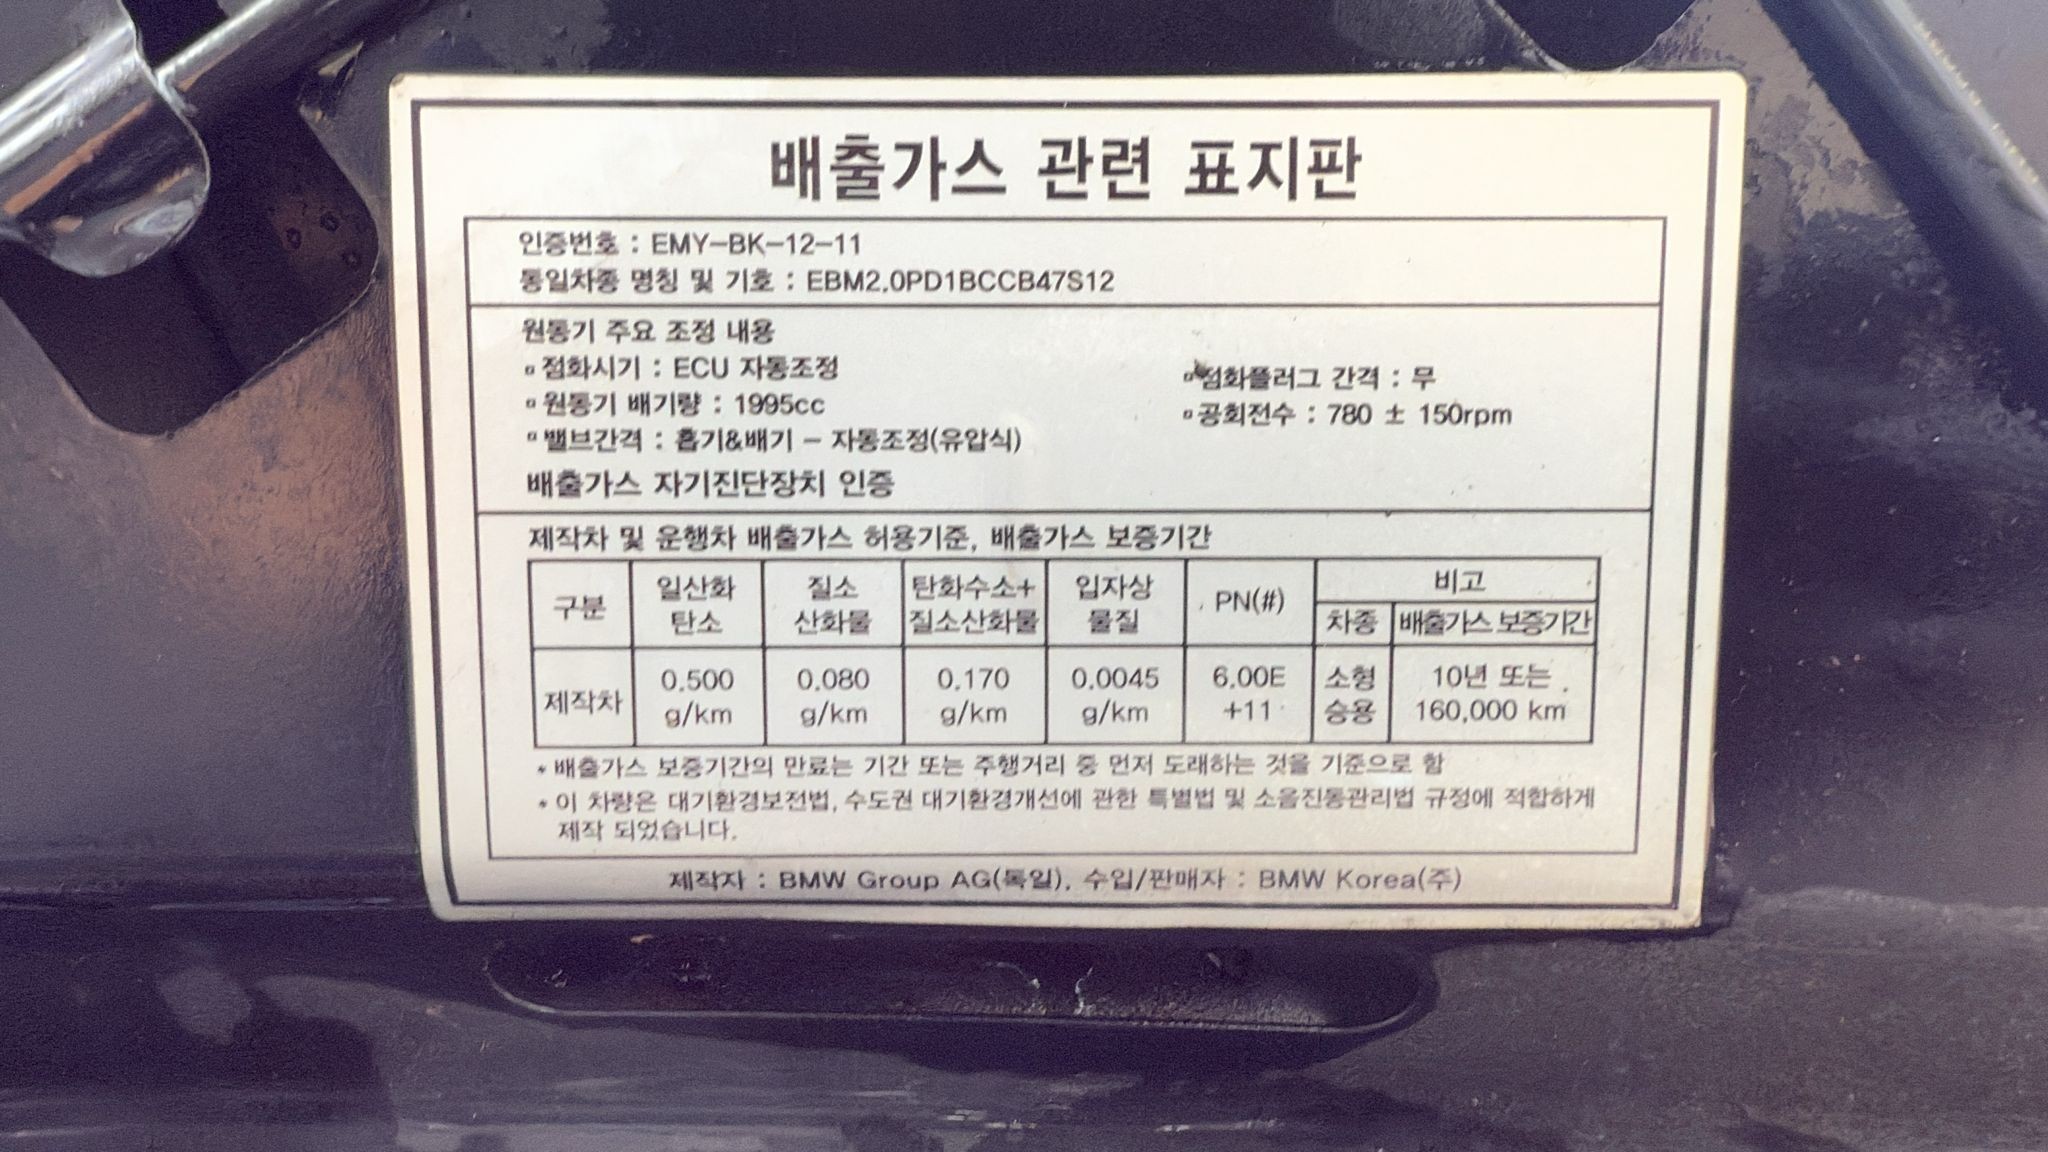 배출가스 관련 표지판
인증번호 : EMY-BK-12-11
동일차종 명칭 및 기호 : EBM2.0PD1BCCB47S12
원동기 주요 조정 내용
▫점화시기 : ECU 자동조정
▫점화플러그 간격 : 무
▫원동기 배기량 : 1995cc
▫공회전수 : 780 ± 150rpm
▫밸브간격 : 흡기&배기 - 자동조정(유압식)
배출가스 자기진단장치 인증
제작차 및 운행차 배출가스 허용기준, 배출가스 보증기간
구분 일산화 탄소 질소 산화물 탄화수소+ 질소산화물 입자상 물질 PN(#) 비고
차종 배출가스 보증기간
제작차 0.500 g/km 0.080 g/km 0.170 g/km 0.0045 g/km 6.00E +11 소형 승용 10년 또는 160,000 km
* 배출가스 보증기간의 만료는 기간 또는 주행거리 중 먼저 도래하는 것을 기준으로 함
* 이 차량은 대기환경보전법, 수도권 대기환경개선에 관한 특별법 및 소음진동관리법 규정에 적합하게
제작 되었습니다.
제작자 : BMW Group AG(독일), 수입/판매자 : BMW Korea(주)